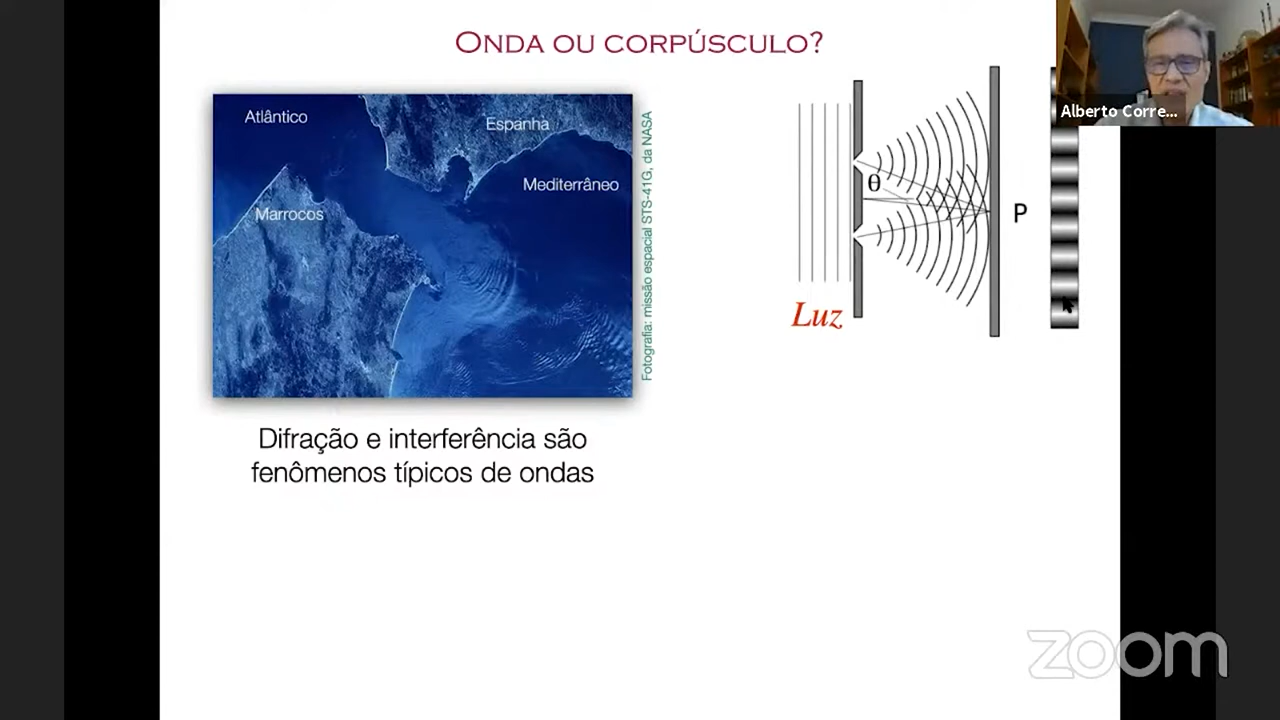 ONDA OU CORPÚSCULO?
Alberto Corre...
Atlântico
Espanha
Mediterrâneo
Marrocos
Fotografia: missão espacial STS-41G, da NASA
θ
P
Luz
Difração e interferência são
fenômenos típicos de ondas
zoom